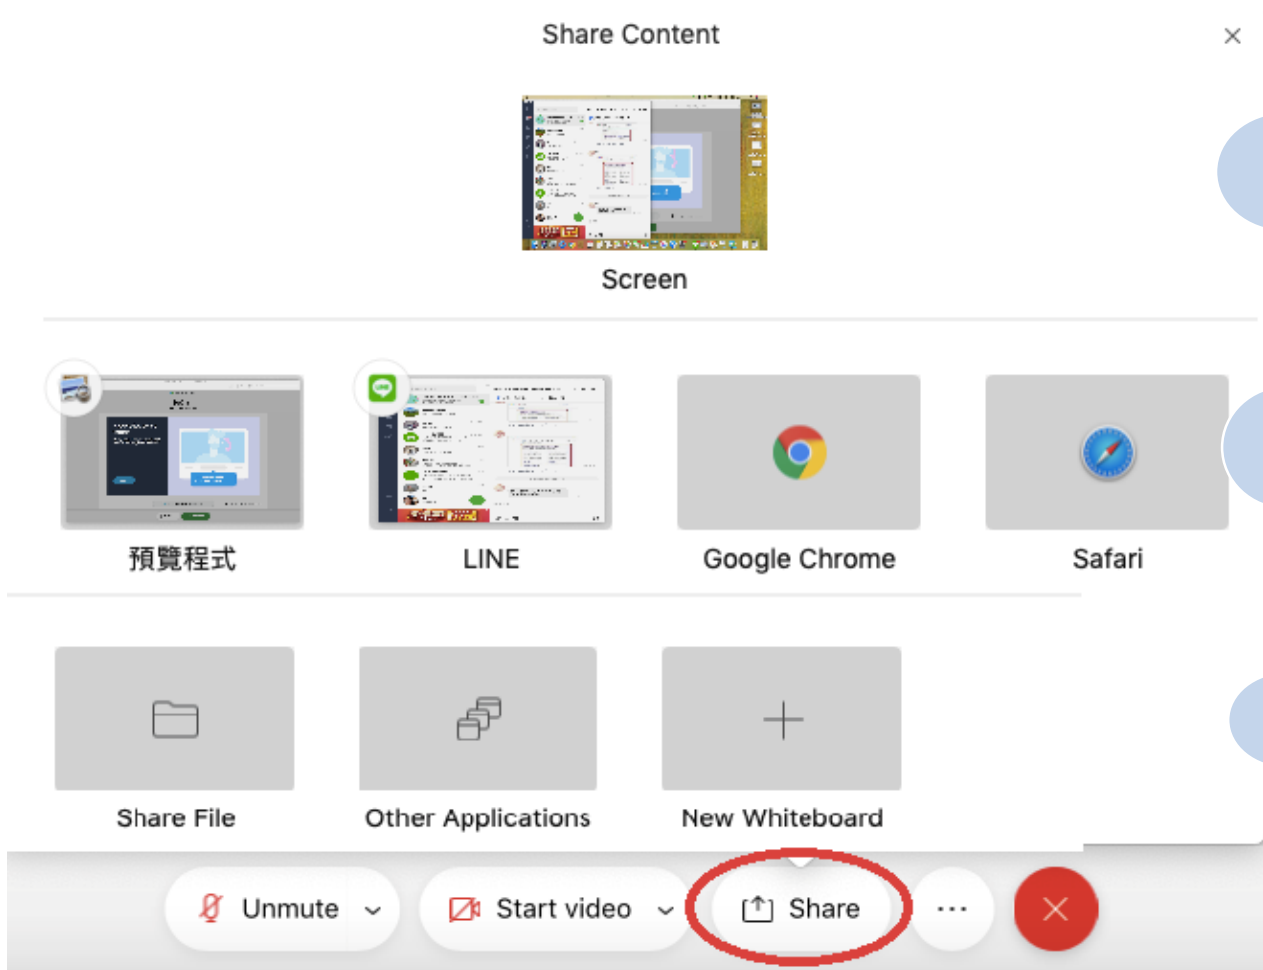 Share Content
Screen
預覽程式
LINE
Google Chrome
Safari
Share File
Other Applications
New Whiteboard
Unmute
Start video
Share